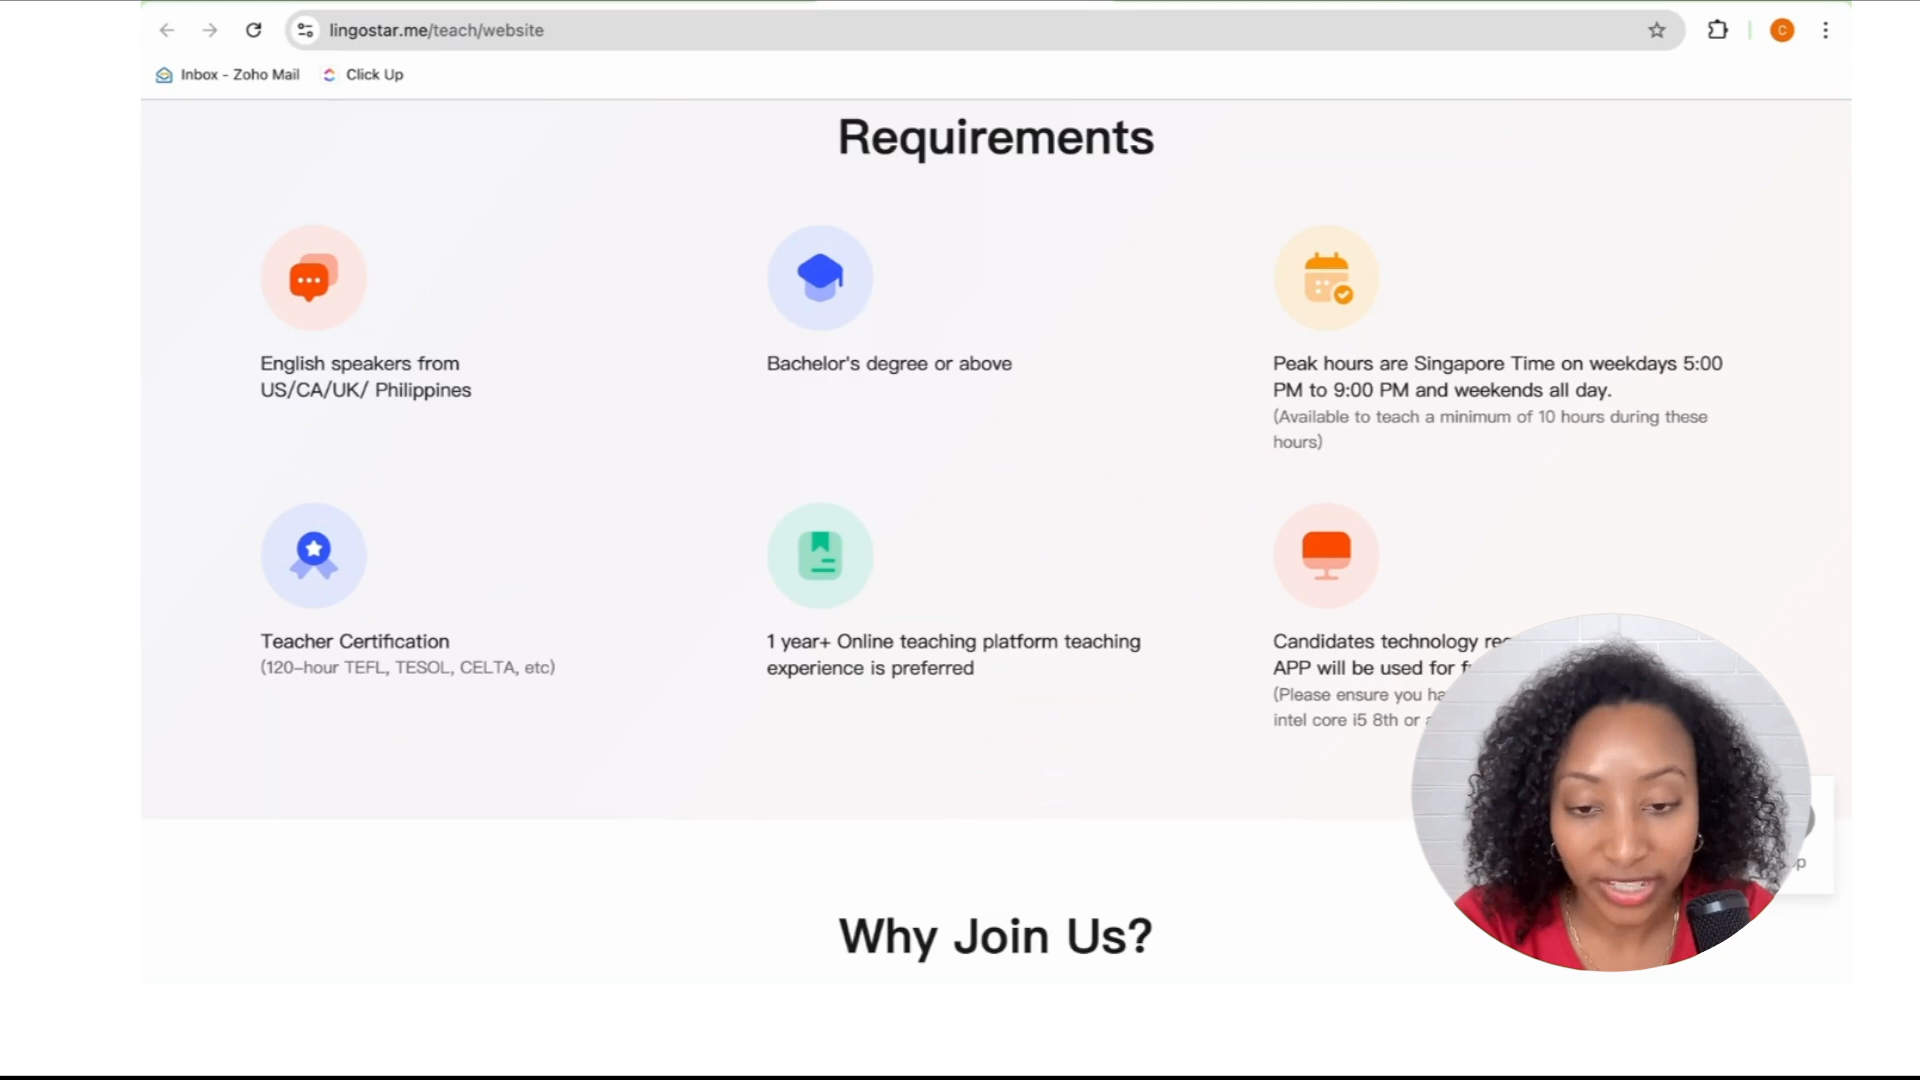 lingostar.me/teach/website
Inbox - Zoho Mail
Click Up
Requirements
English speakers from
US/CA/UK/ Philippines
Bachelor's degree or above
Peak hours are Singapore Time on weekdays 5:00
PM to 9:00 PM and weekends all day.
(Available to teach a minimum of 10 hours during these
hours)
Teacher Certification
(120-hour TEFL, TESOL, CELTA, etc)
1 year+ Online teaching platform teaching
experience is preferred
Candidates technology
APP will be used for
(Please ensure you
intel core i5 8th or
Why Join Us?
C